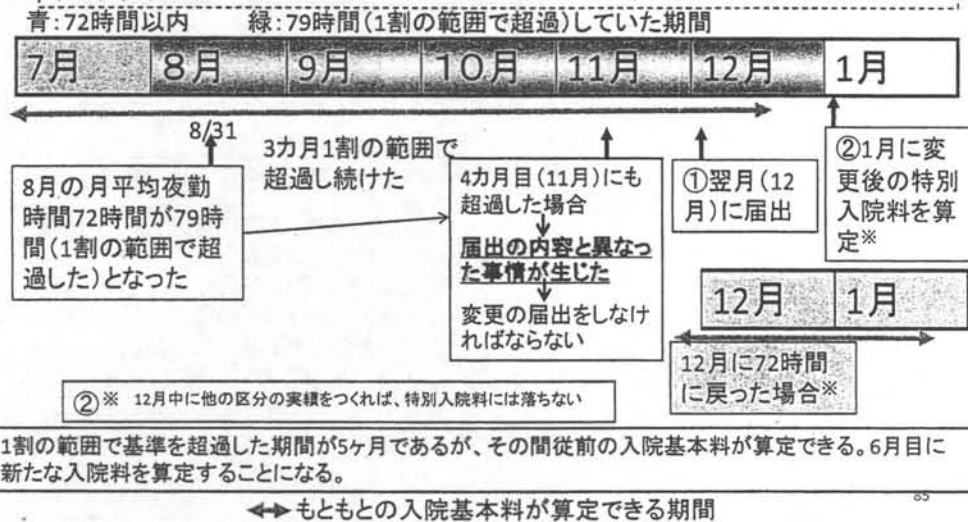 青:72時間以内 緑:79時間(1割の範囲で超過)していた期間
7月 8月 9月 10月 11月 12月 1月
8/31
3カ月1割の範囲で
超過し続けた
8月の月平均夜勤
時間72時間が79時
間(1割の範囲で超
過した)となった
4カ月目(11月)にも
超過した場合
届出の内容と異なっ
た事情が生じた
変更の届出をしなけ
ればならない
①翌月(12
月)に届出
②1月に変
更後の特別
入院料を算
定※
12月 1月
12月に72時間
に戻った場合※
②※ 12月中に他の区分の実績をつくれば、特別入院料には落ちない
1割の範囲で基準を超過した期間が5ヶ月であるが、その間従前の入院基本料が算定できる。6月目に
新たな入院料を算定することになる。
もともとの入院基本料が算定できる期間
85